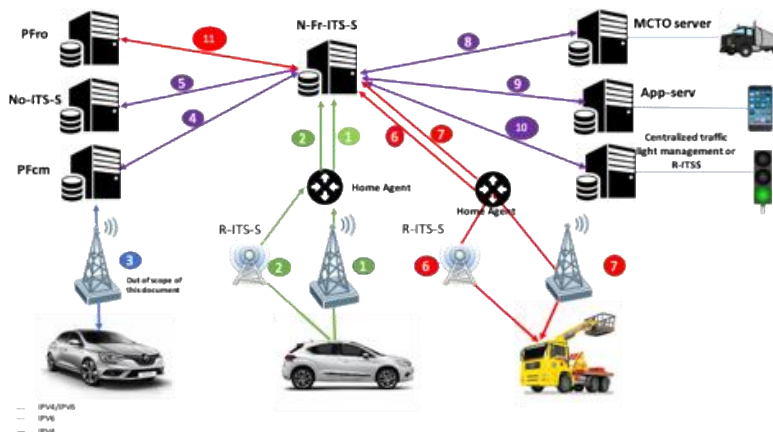 PFro
N-Fr-ITS-S
MCTO server
11
8
5
No-ITS-S
9
App-serv
4
10
2
1
6
7
Centralized traffic
light management or
R-ITSS
PFcm
Home Agent
Home Agent
R-ITS-S
R-ITS-S
3
Out of scope of
this document
2
1
6
7
IPV4/IPV6
IPV6
IPV4